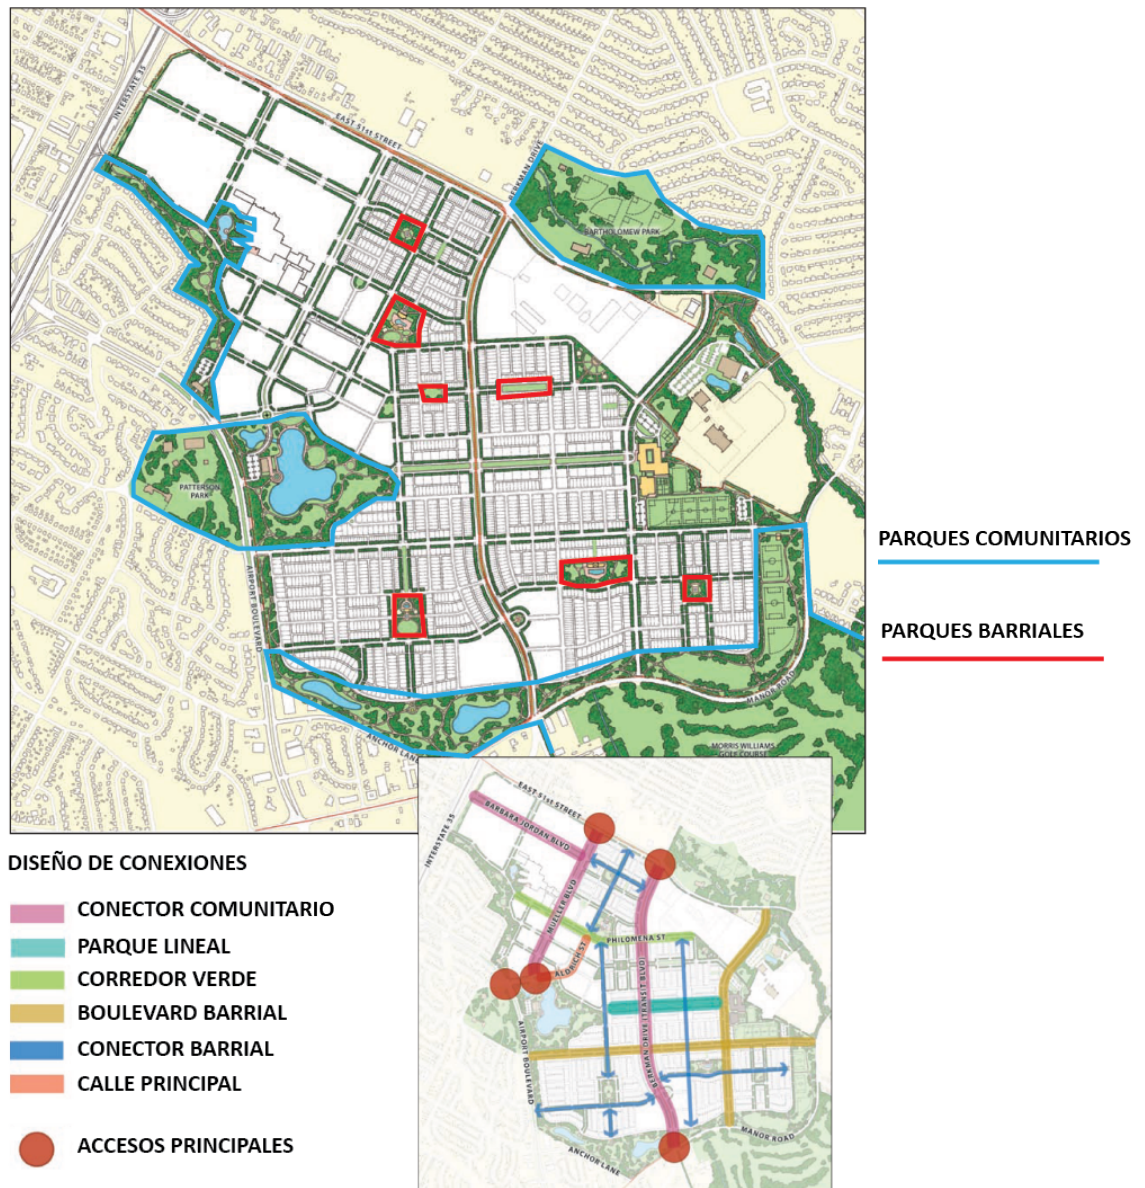 INTERSTATE 35
EAST 51st STREET
BERKMAN DRIVE
BARTHOLOMEW PARK
PATTERSON
PARK
AIRPORT BOULEVARD
MANOR ROAD
ANCHOR LANE
MORRIS WILLIAMS
GOLF COURSE
PARQUES COMUNITARIOS
PARQUES BARRIALES
DISEÑO DE CONEXIONES
CONECTOR COMUNITARIO
PARQUE LINEAL
CORREDOR VERDE
BOULEVARD BARRIAL
CONECTOR BARRIAL
CALLE PRINCIPAL
ACCESOS PRINCIPALES
EAST 51st STREET
INTERSTATE 35
BARBARA JORDAN BLVD
MUELLER BLVD
PHILOMENA ST
ALDRICH ST
BERKMAN DRIVE (TRANSIT BLVD)
AIRPORT BOULEVARD
MANOR ROAD
ANCHOR LANE